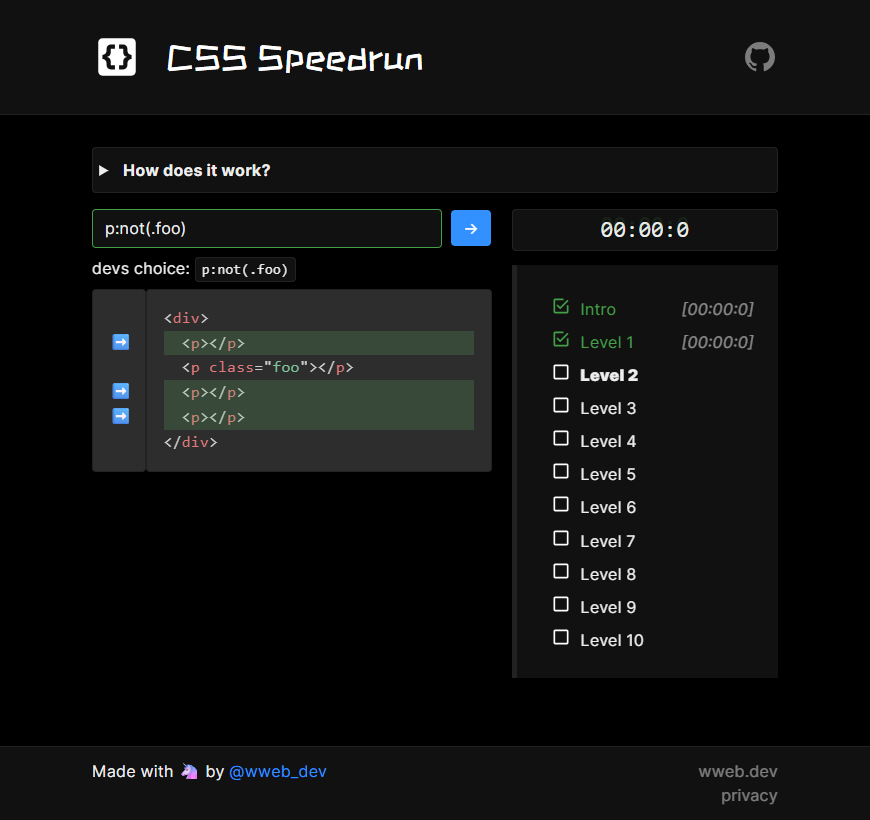 CSS Speedrun
How does it work?
p:not(.foo)
00:00:0
devs choice: p:not(.foo)
<div>
<p></p>
<p class="foo"></p>
<p></p>
<p></p>
</div>
Intro [00:00:0]
Level 1 [00:00:0]
Level 2
Level 3
Level 4
Level 5
Level 6
Level 7
Level 8
Level 9
Level 10
Made with 🦄 by @wweb_dev
wweb.dev
privacy